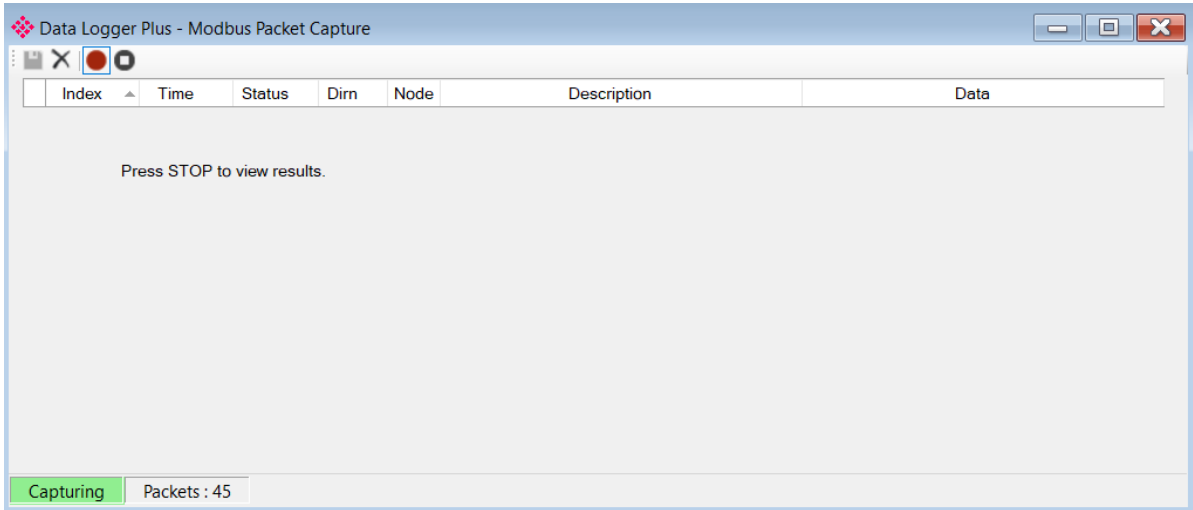 Data Logger Plus - Modbus Packet Capture
Index Time Status Dirn Node Description Data
Press STOP to view results.
Capturing Packets : 45